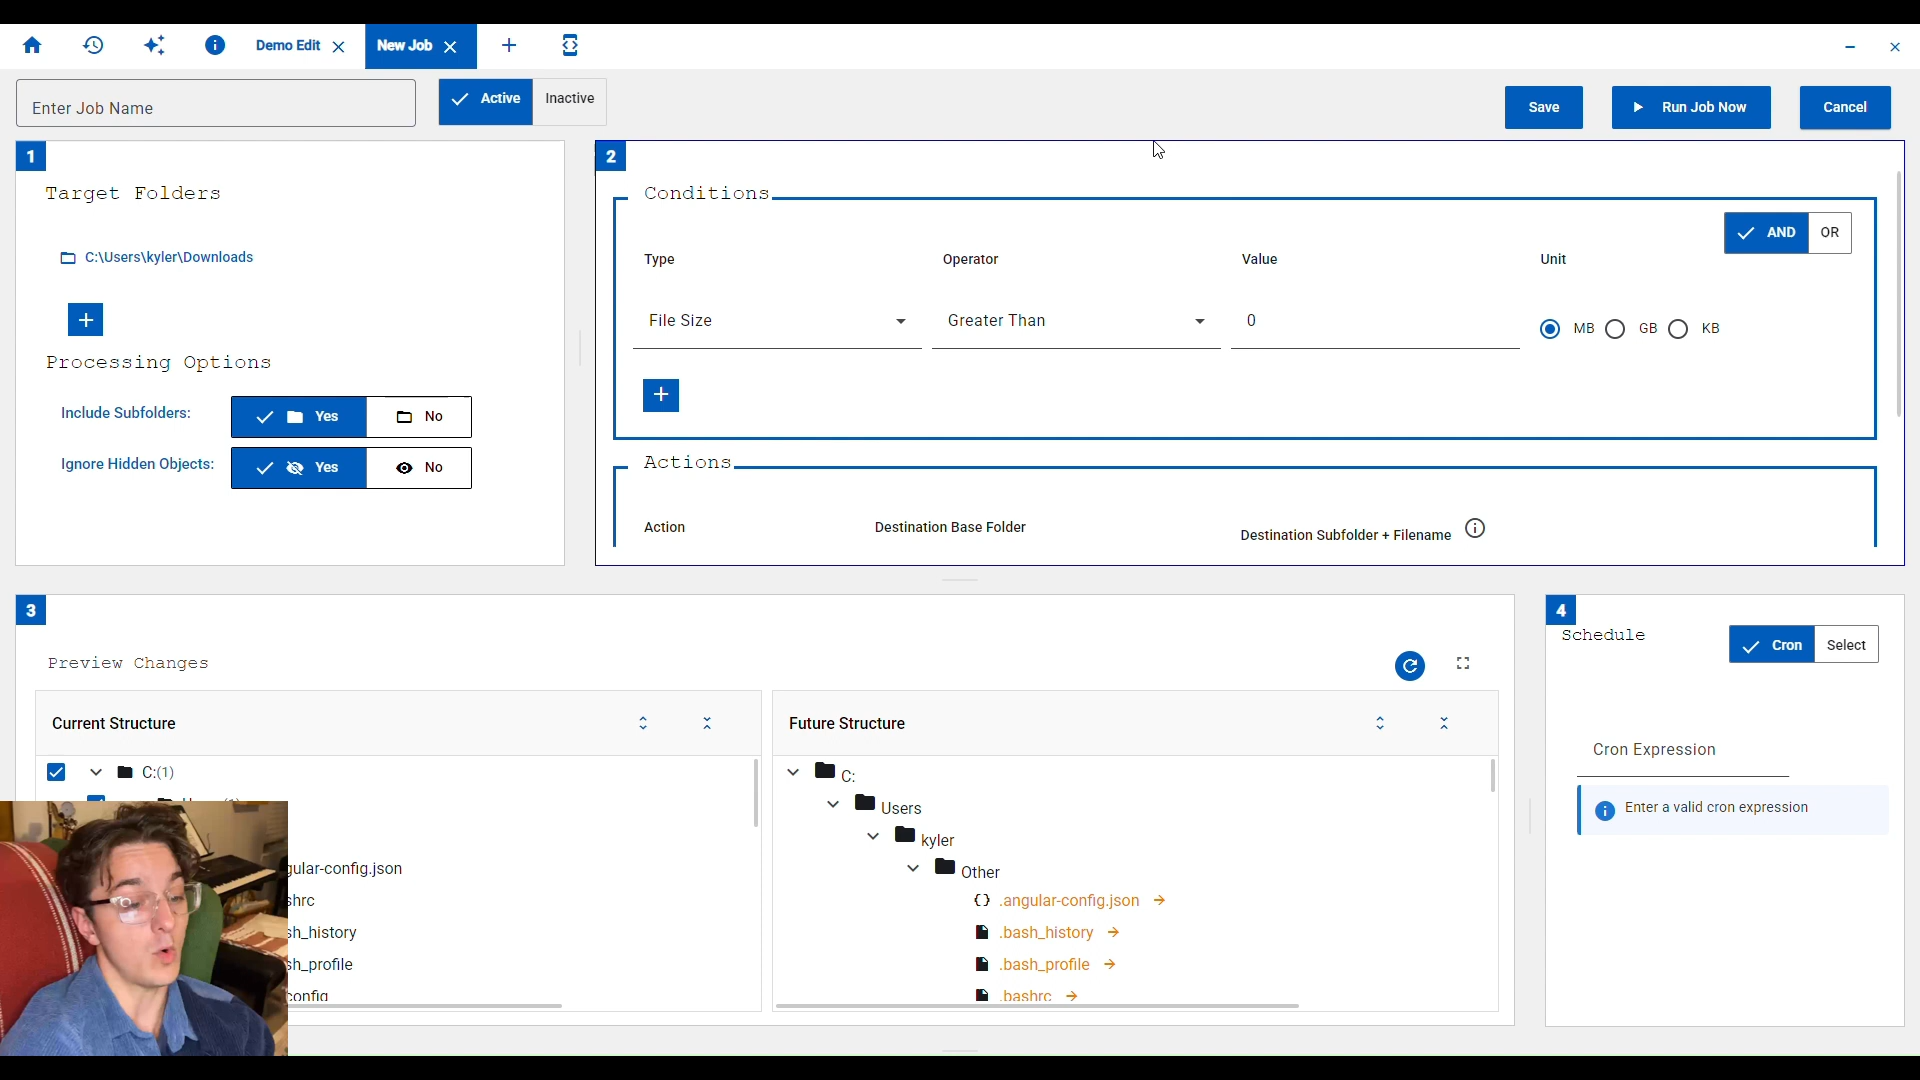 Demo Edit
New Job
Enter Job Name
Active
Inactive
Save
Run Job Now
Cancel
1
Target Folders
C:\Users\kyler\Downloads
Processing Options
Include Subfolders:
Yes
No
Ignore Hidden Objects:
Yes
No
2
Conditions
AND
OR
Type
Operator
Value
Unit
File Size
Greater Than
0
MB
GB
KB
Actions
Action
Destination Base Folder
Destination Subfolder + Filename
3
Preview Changes
Current Structure
C:(1)
gular-config.json
shrc
sh_history
sh_profile
config
Future Structure
C:
Users
kyler
Other
.angular-config.json
.bash_history
.bash_profile
.bashrc
4
Schedule
Cron
Select
Cron Expression
Enter a valid cron expression